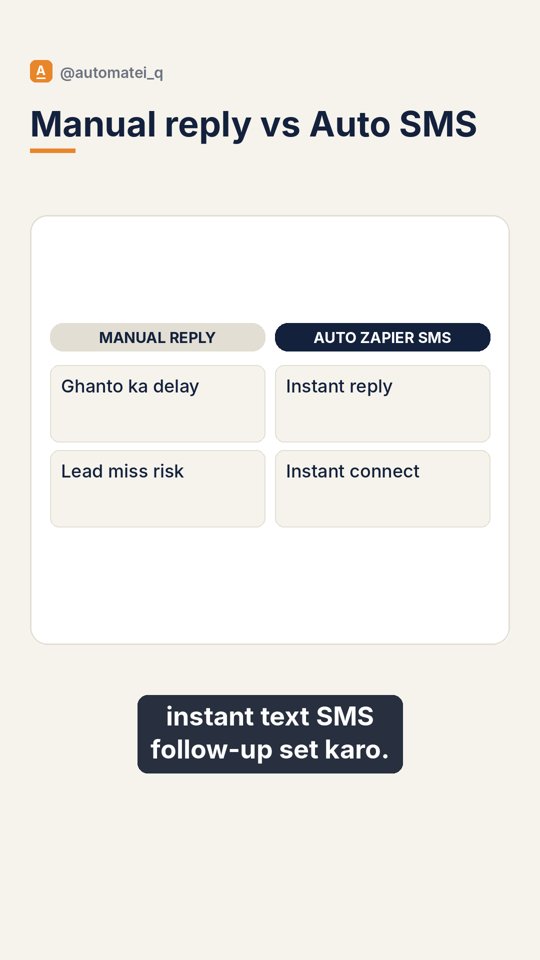 A @automatei_q
Manual reply vs Auto SMS
MANUAL REPLY
AUTO ZAPIER SMS
Ghanto ka delay
Instant reply
Lead miss risk
Instant connect
instant text SMS
follow-up set karo.